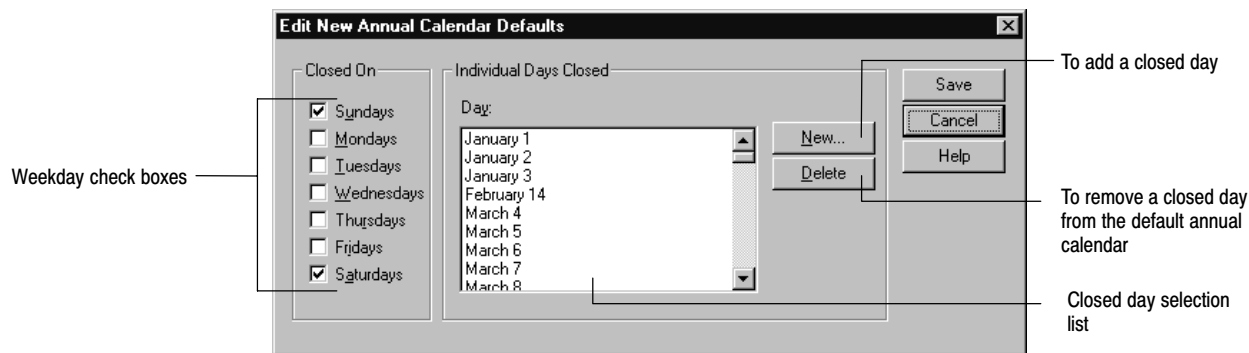 Edit New Annual Calendar Defaults
Closed On
Sundays
Mondays
Tuesdays
Wednesdays
Thursdays
Fridays
Saturdays
Individual Days Closed
Day:
January 1
January 2
January 3
February 14
March 4
March 5
March 6
March 7
March 8
New...
Delete
Save
Cancel
Help
Weekday check boxes
To add a closed day
To remove a closed day
from the default annual
calendar
Closed day selection
list